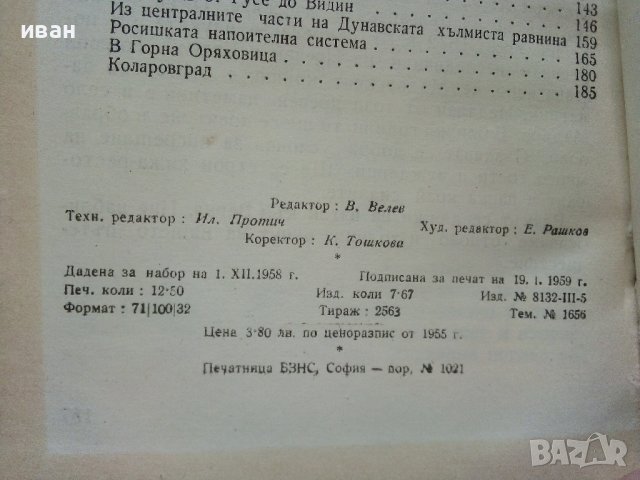 иван
от Русе до Видин . . . 143
. . . 146
Из централните части на Дунавската хълмиста равнина 159
Росишката напоителна система . . . 165
В Горна Оряховица . . . 180
Коларовград . . . 185
Редактор : В. Велев
Техн. редактор : Ил. Протич Худ. редактор : Е. Рашков
Коректор : К. Тошкова
*
Дадена за набор на 1. XII.1958 г. Подписана за печат на 19. I. 1959 г.
Печ. коли : 12·50 Изд. коли 7·67 Изд. № 8132-III-5
Формат : 71|100|32 Тираж : 2563 Тем. № 1656
Цена 3·80 лв. по ценоразпис от 1955 г.
*
Печатница БЗНС, София — пор, № 1021
BAZAR